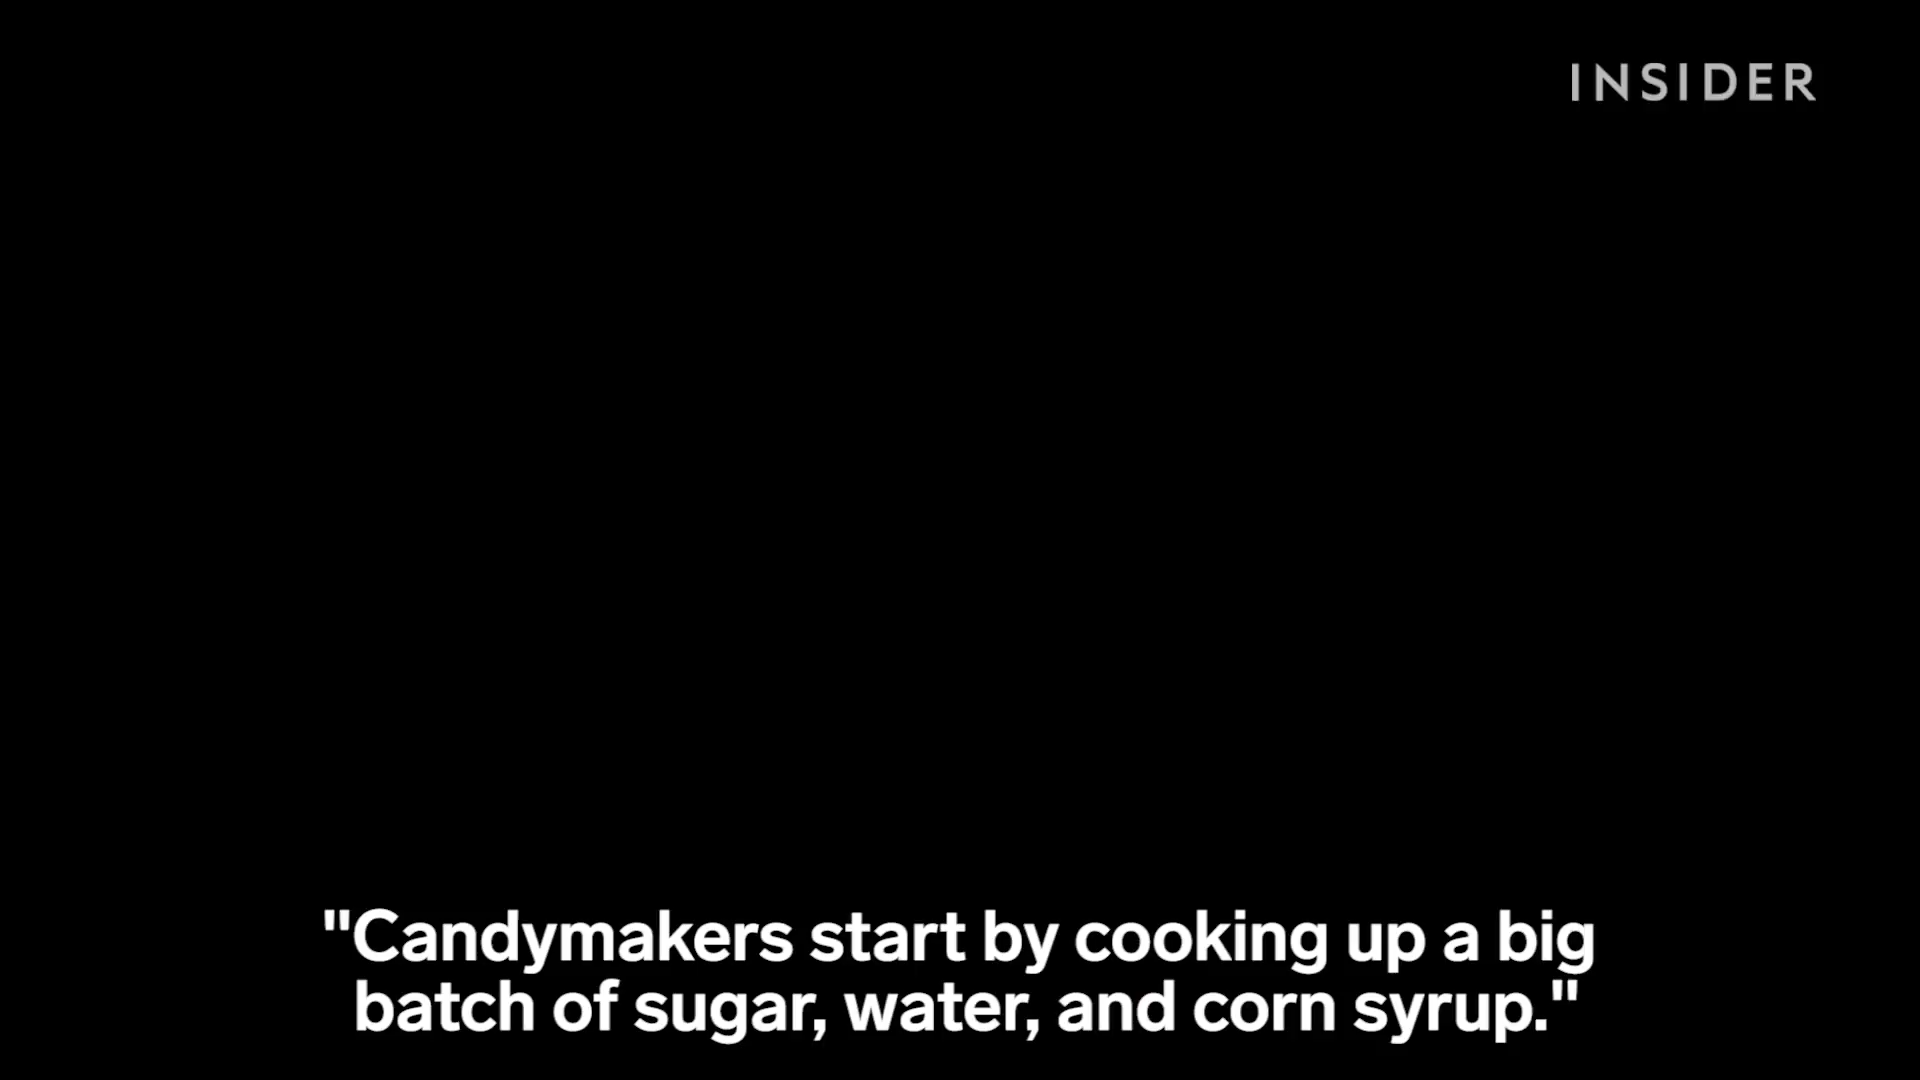 INSIDER
"Candymakers start by cooking up a big
batch of sugar, water, and corn syrup."